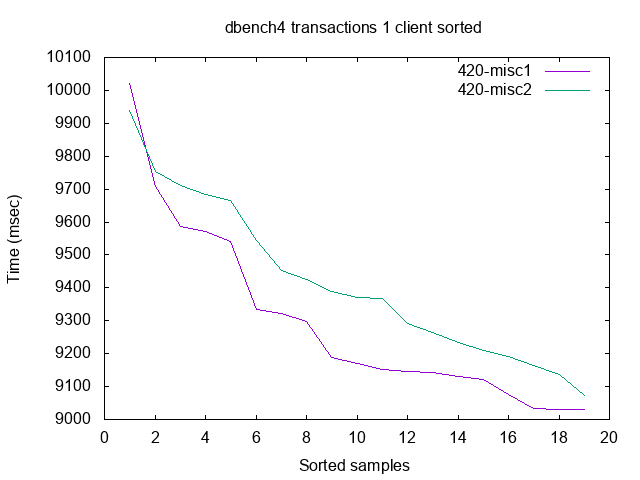 dbench4 transactions 1 client sorted
10100
10000
9900
9800
9700
9600
9500
9400
9300
9200
9100
9000
Time (msec)
420-misc1
420-misc2
0 2 4 6 8 10 12 14 16 18 20
Sorted samples